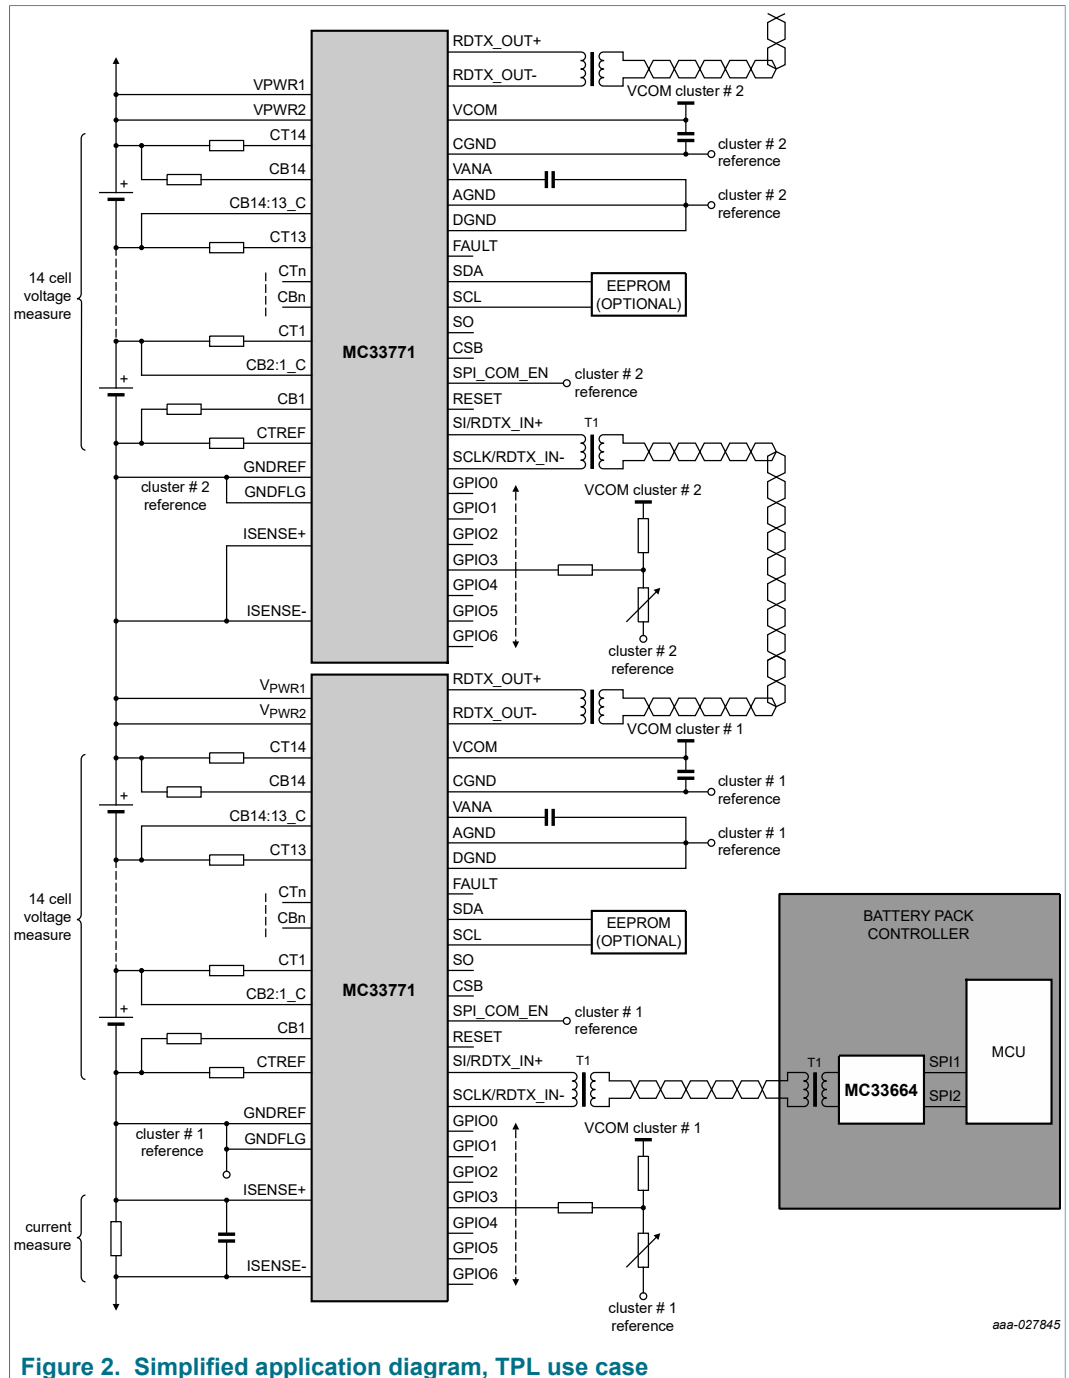 RDTX_OUT+
RDTX_OUT-
VCOM cluster # 2
VPWR1
VPWR2
VCOM
CT14
CGND
cluster # 2
reference
CB14
VANA
AGND
cluster # 2
reference
CB14:13_C
DGND
CT13
FAULT
14 cell
voltage
measure
CTn
SDA
EEPROM
(OPTIONAL)
CBn
SCL
SO
CT1
MC33771
CSB
CB2:1_C
SPI_COM_EN
cluster # 2
reference
CB1
RESET
CTREF
SI/RDTX_IN+
T1
SCLK/RDTX_IN-
GNDREF
cluster # 2
reference
GNDFLG
GPIO0
VCOM cluster # 2
GPIO1
ISENSE+
GPIO2
GPIO3
GPIO4
ISENSE-
GPIO5
GPIO6
cluster # 2
reference
VPWR1
RDTX_OUT+
VPWR2
RDTX_OUT-
VCOM cluster # 1
CT14
VCOM
CB14
CGND
cluster # 1
reference
VANA
CB14:13_C
AGND
cluster # 1
reference
CT13
DGND
FAULT
14 cell
voltage
measure
CTn
SDA
EEPROM
(OPTIONAL)
CBn
SCL
CT1
SO
MC33771
CSB
CB2:1_C
SPI_COM_EN
cluster # 1
reference
CB1
RESET
CTREF
SI/RDTX_IN+
T1
SCLK/RDTX_IN-
BATTERY PACK
CONTROLLER
T1
MC33664
SPI1
SPI2
MCU
GNDREF
cluster # 1
reference
GNDFLG
GPIO0
VCOM cluster # 1
GPIO1
GPIO2
ISENSE+
GPIO3
current
measure
GPIO4
GPIO5
ISENSE-
GPIO6
cluster # 1
reference
aaa-027845
Figure 2. Simplified application diagram, TPL use case